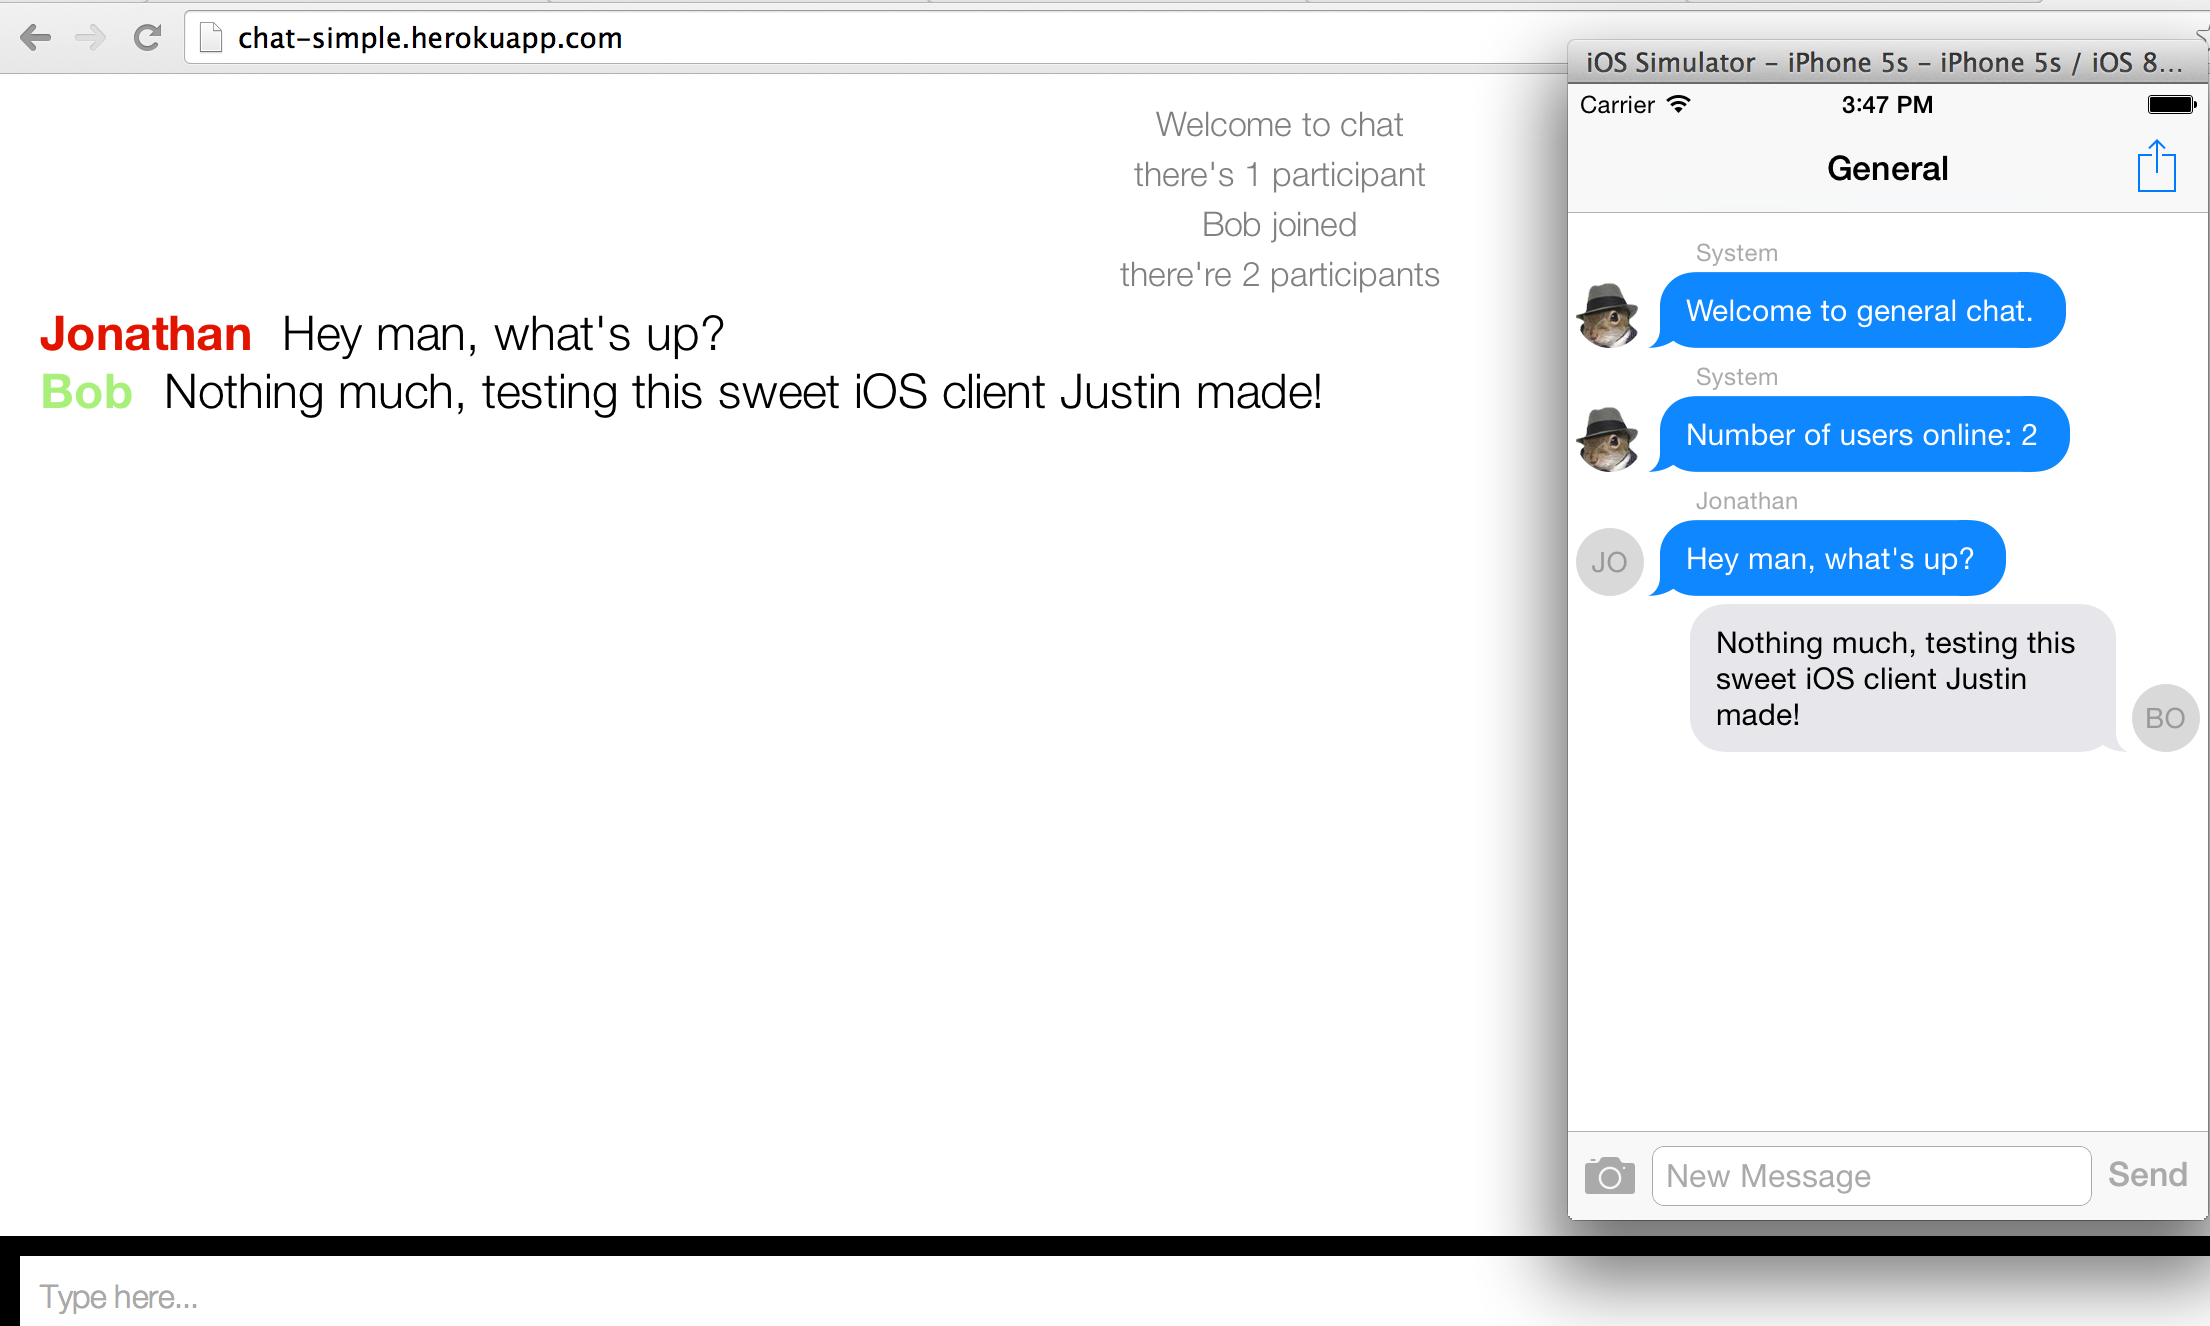 chat-simple.herokuapp.com
Welcome to chat
there's 1 participant
Bob joined
there're 2 participants
Jonathan Hey man, what's up?
Bob Nothing much, testing this sweet iOS client Justin made!
Type here...
iOS Simulator - iPhone 5s - iPhone 5s / iOS 8...
Carrier 3:47 PM
General
System
Welcome to general chat.
System
Number of users online: 2
Jonathan
JO Hey man, what's up?
Nothing much, testing this
sweet iOS client Justin
made!
BO
New Message Send